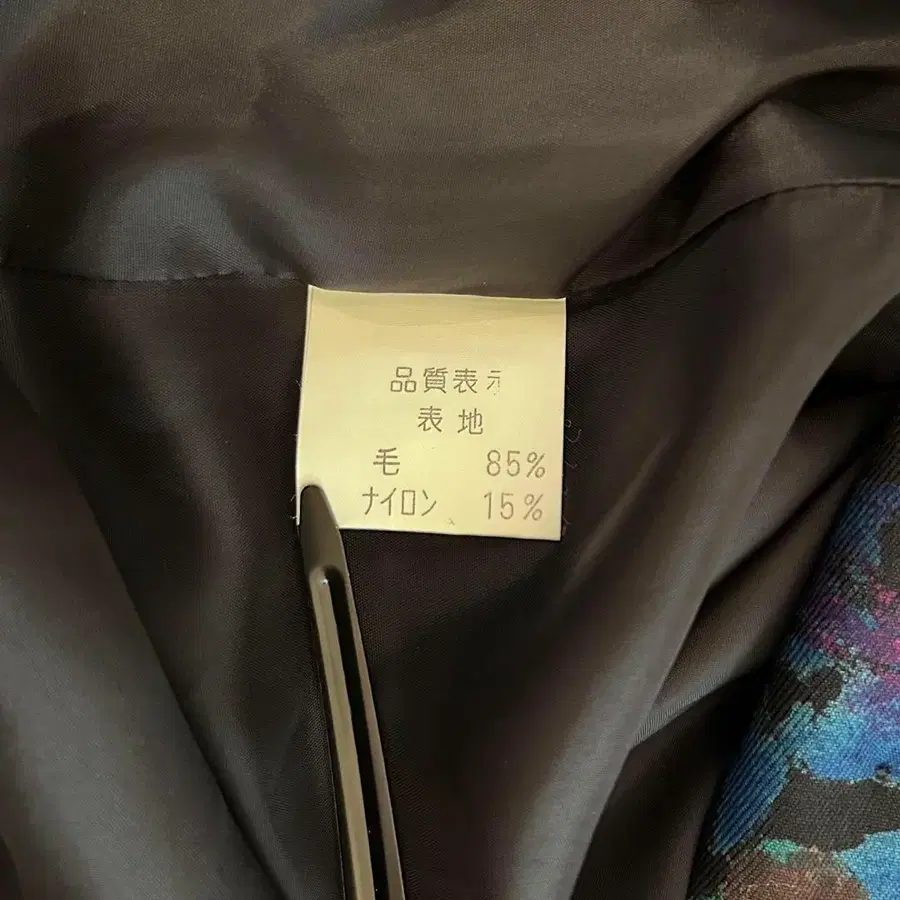 品質表示
表地
毛 85%
ナイロン 15%